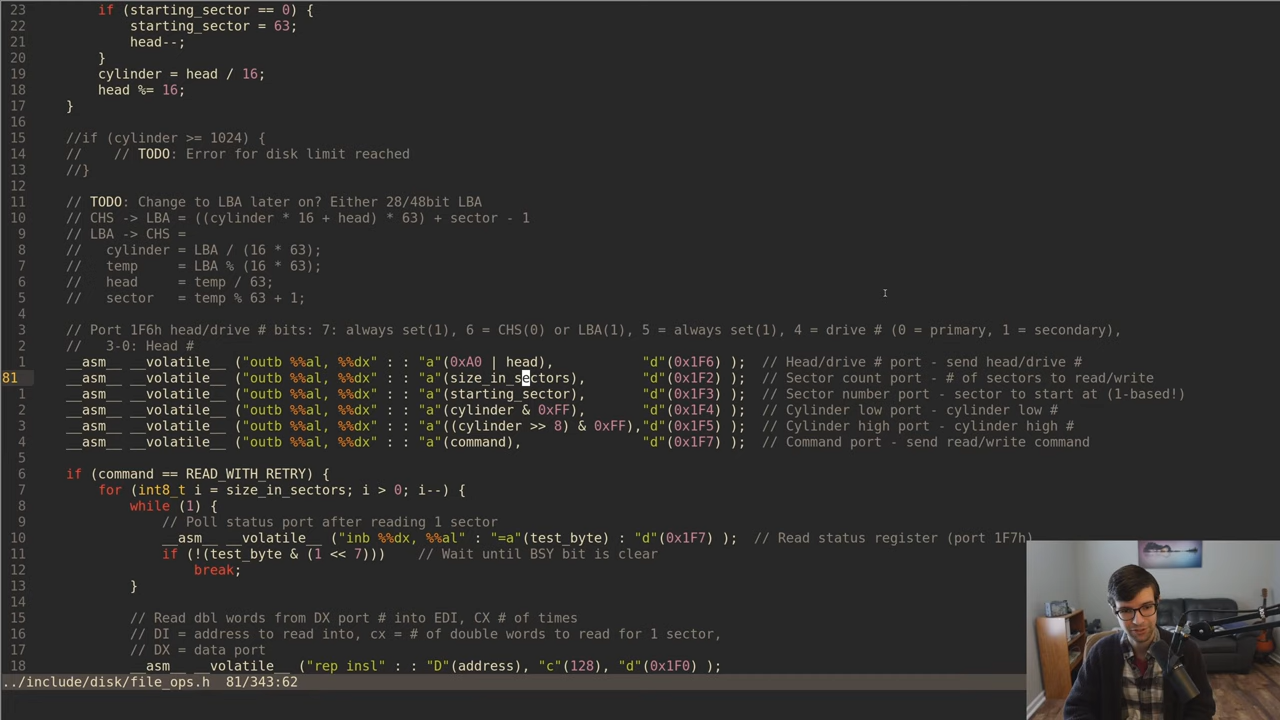 23         if (starting_sector == 0) {
22             starting_sector = 63;
21             head--;
20         }
19         cylinder = head / 16;
18         head %= 16;
17     }
16
15     //if (cylinder >= 1024) {
14     //    // TODO: Error for disk limit reached
13     //}
12
11     // TODO: Change to LBA later on? Either 28/48bit LBA
10     // CHS -> LBA = ((cylinder * 16 + head) * 63) + sector - 1
9     // LBA -> CHS =
8     //   cylinder = LBA / (16 * 63);
7     //   temp     = LBA % (16 * 63);
6     //   head     = temp / 63;
5     //   sector   = temp % 63 + 1;
4
3     // Port 1F6h head/drive # bits: 7: always set(1), 6 = CHS(0) or LBA(1), 5 = always set(1), 4 = drive # (0 = primary, 1 = secondary),
2     //   3-0: Head #
1     __asm__ __volatile__ ("outb %%al, %%dx" : : "a"(0xA0 | head),           "d"(0x1F6) );  // Head/drive # port - send head/drive #
81     __asm__ __volatile__ ("outb %%al, %%dx" : : "a"(size_in_sectors),       "d"(0x1F2) );  // Sector count port - # of sectors to read/write
1     __asm__ __volatile__ ("outb %%al, %%dx" : : "a"(starting_sector),       "d"(0x1F3) );  // Sector number port - sector to start at (1-based!)
2     __asm__ __volatile__ ("outb %%al, %%dx" : : "a"(cylinder & 0xFF),       "d"(0x1F4) );  // Cylinder low port - cylinder low #
3     __asm__ __volatile__ ("outb %%al, %%dx" : : "a"((cylinder >> 8) & 0xFF),"d"(0x1F5) );  // Cylinder high port - cylinder high #
4     __asm__ __volatile__ ("outb %%al, %%dx" : : "a"(command),               "d"(0x1F7) );  // Command port - send read/write command
5
6     if (command == READ_WITH_RETRY) {
7         for (int8_t i = size_in_sectors; i > 0; i--) {
8             while (1) {
9                 // Poll status port after reading 1 sector
10                 __asm__ __volatile__ ("inb %%dx, %%al" : "=a"(test_byte) : "d"(0x1F7) );  // Read status register (port 1F7h)
11                 if (!(test_byte & (1 << 7)))    // Wait until BSY bit is clear
12                     break;
13             }
14
15             // Read dbl words from DX port # into EDI, CX # of times
16             // DI = address to read into, cx = # of double words to read for 1 sector,
17             // DX = data port
18             __asm__ __volatile__ ("rep insl" : : "D"(address), "c"(128), "d"(0x1F0) );
../include/disk/file_ops.h  81/343:62